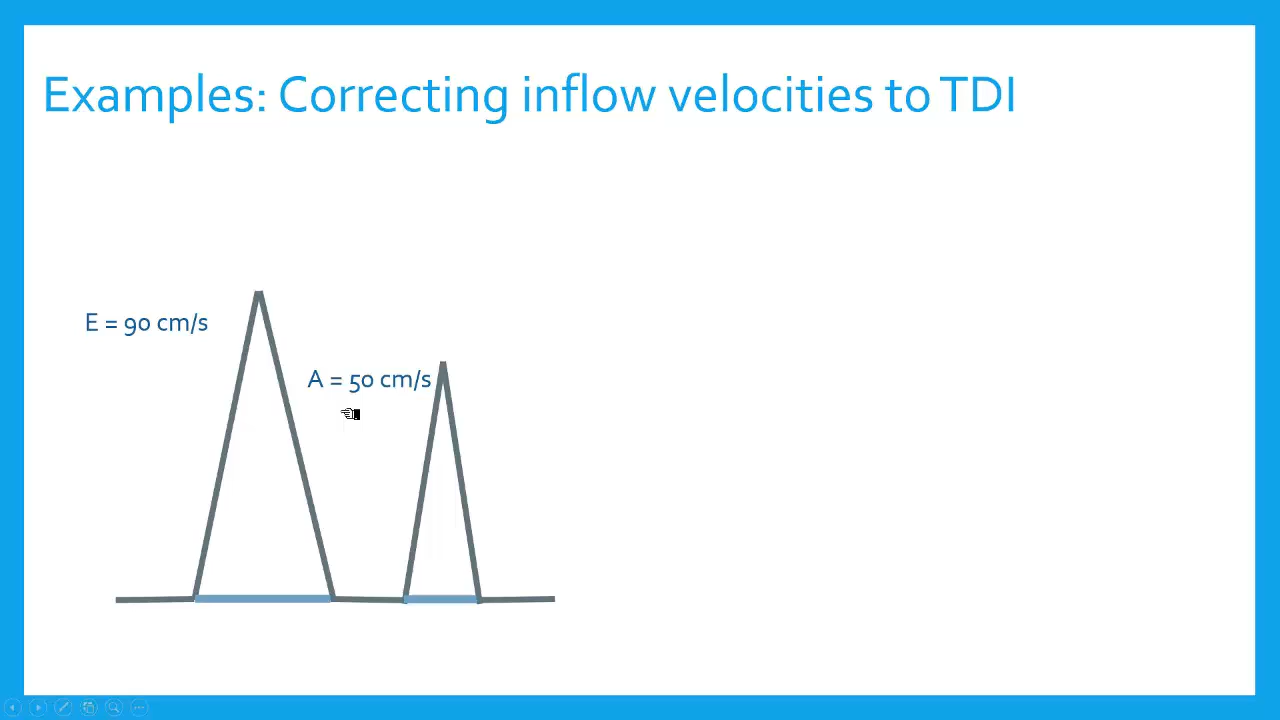 Examples: Correcting inflow velocities to TDI
E = 90 cm/s
A = 50 cm/s